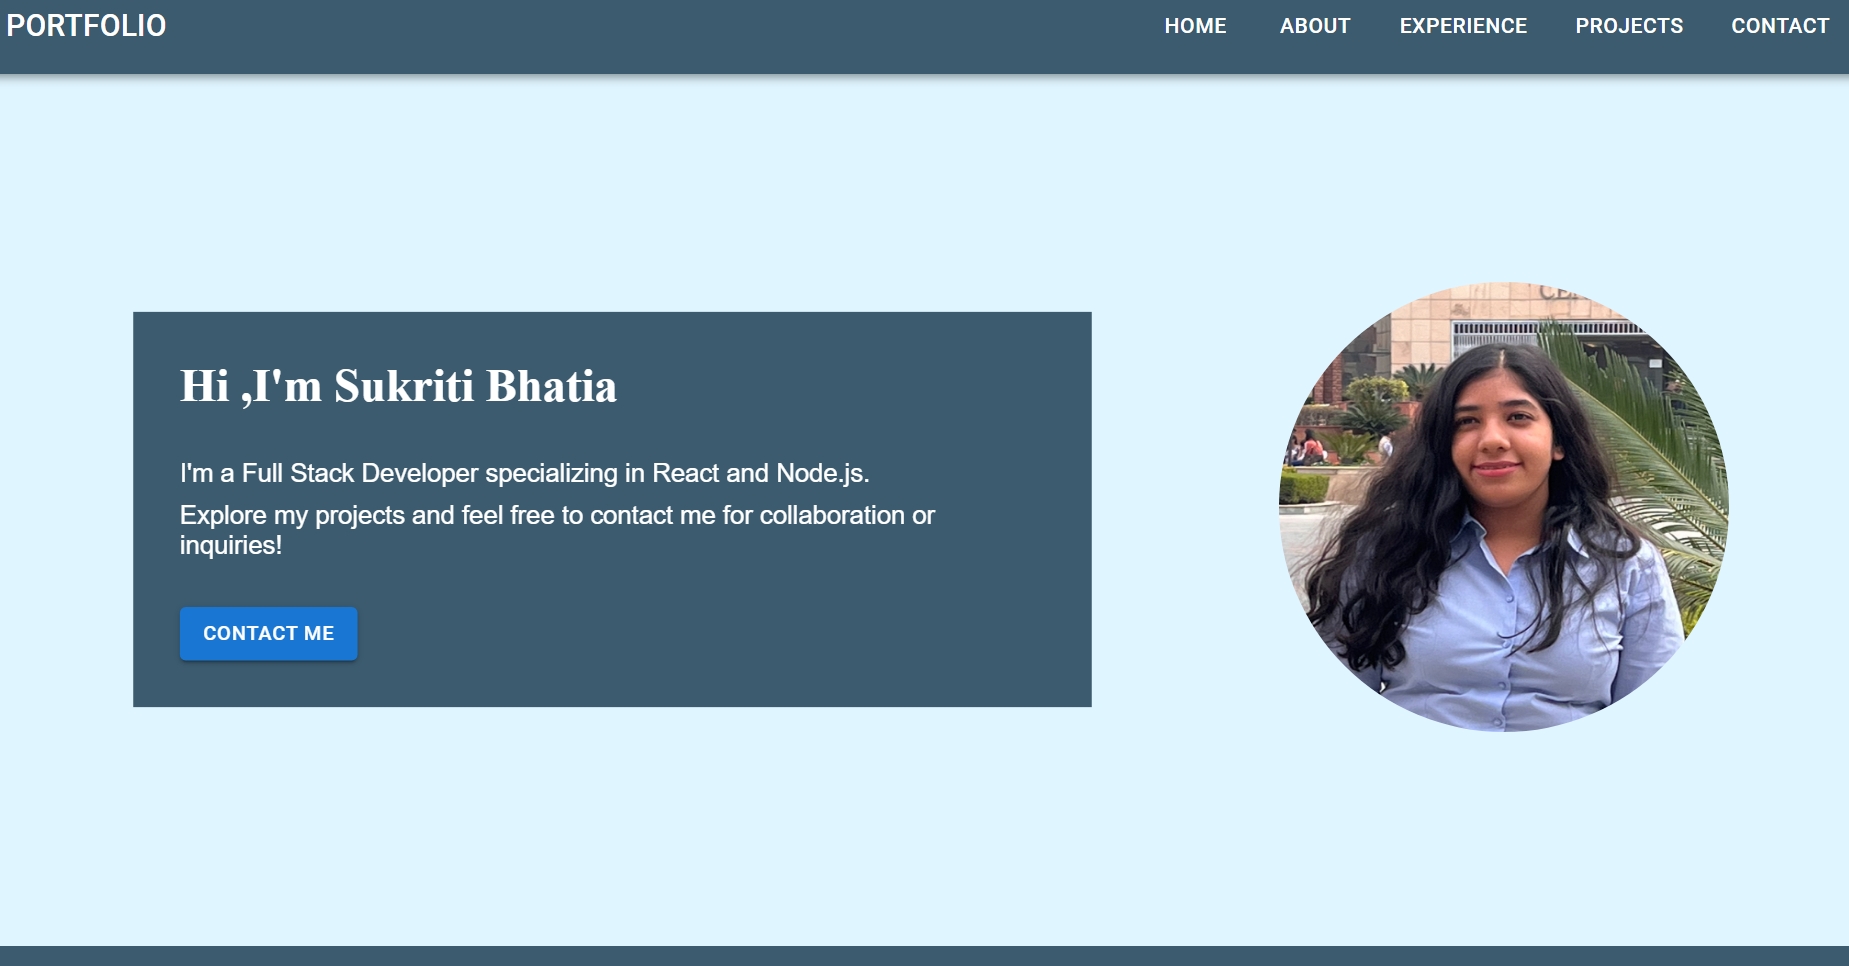 PORTFOLIO
HOME ABOUT EXPERIENCE PROJECTS CONTACT
Hi ,I'm Sukriti Bhatia
I'm a Full Stack Developer specializing in React and Node.js.
Explore my projects and feel free to contact me for collaboration or
inquiries!
CONTACT ME